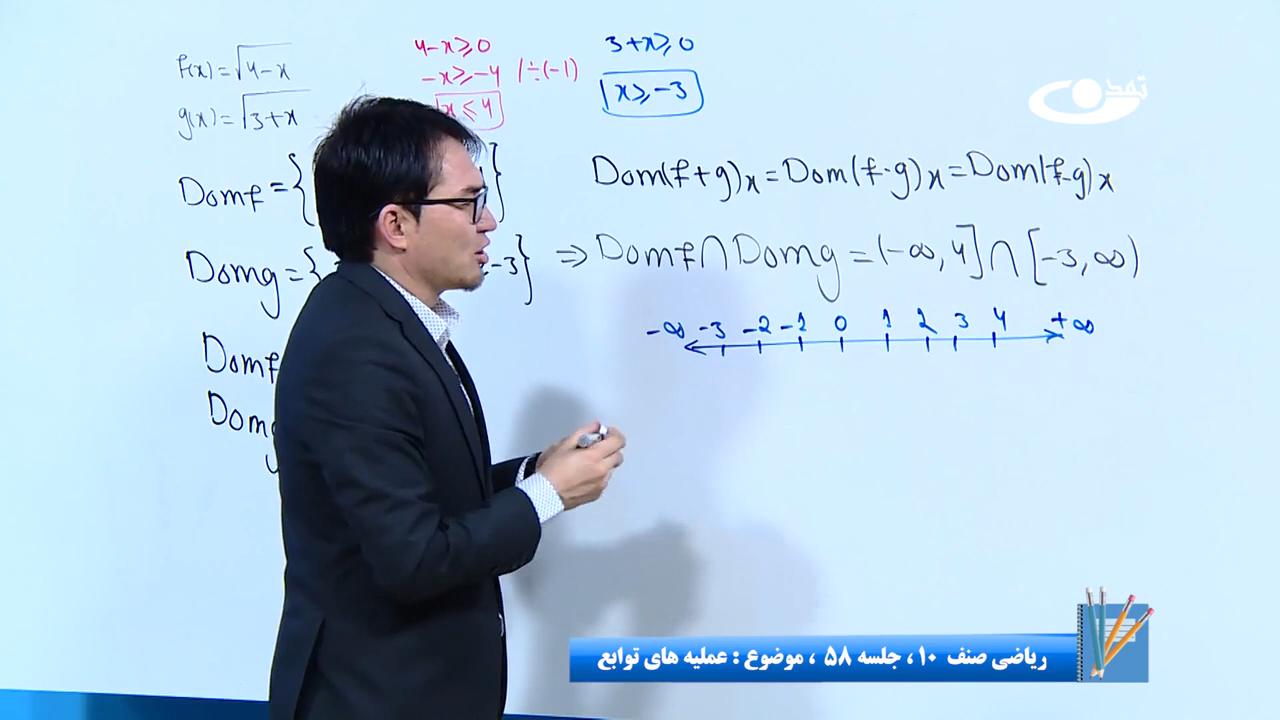 f(x)=√4-x
g(x)=√3+x
4-x≥0
-x≥-4 /÷(-1)
x≤4
3+x≥0
x≥-3
تمدن
Domf={
Domg={ -3}
Domf
Domg
Dom(f+g)x=Dom(f-g)x=Dom(f·g)x
⇒ Domf∩Domg=(-∞,4]∩[-3,∞)
-∞ -3 -2 -1 0 1 2 3 4 +∞
ریاضی صنف ۱۰، جلسه ۵۸ ، موضوع : عملیه های توابع